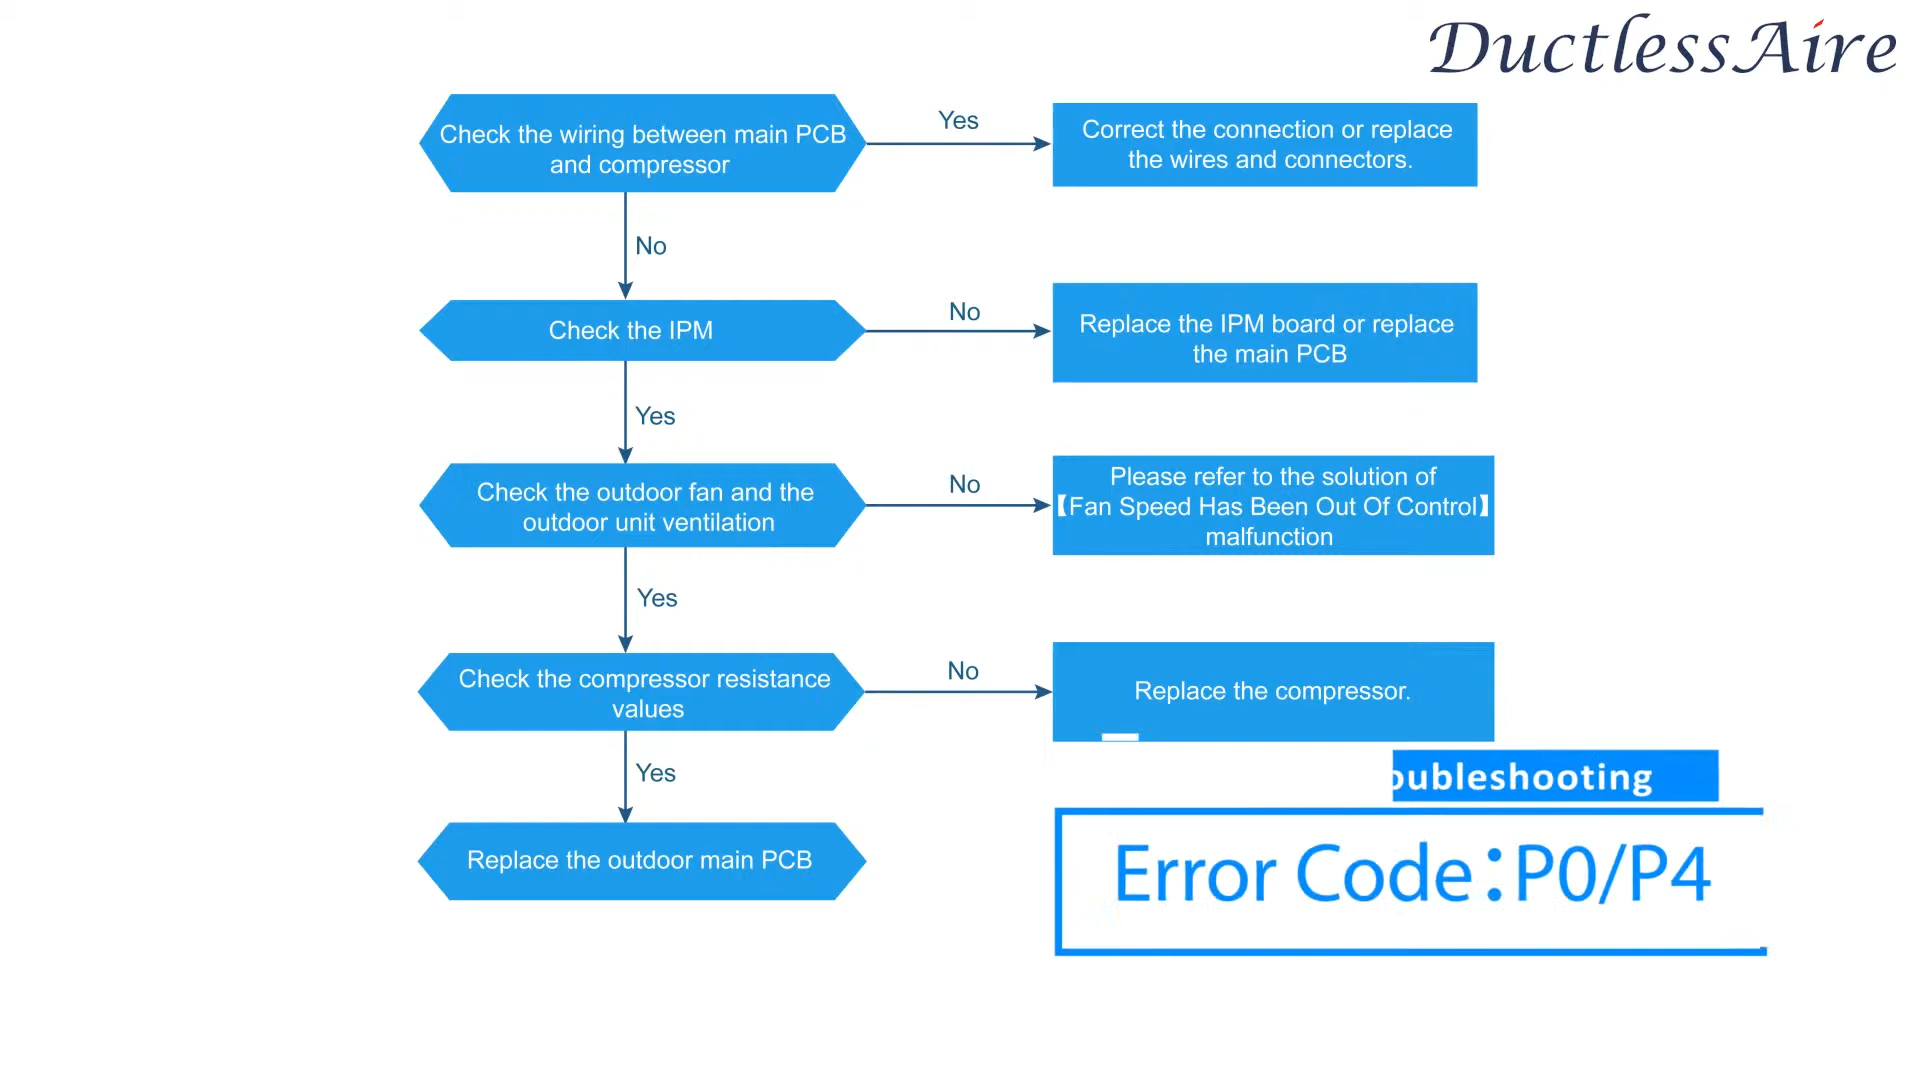 DuctlessAire
Check the wiring between main PCB
and compressor
Yes
Correct the connection or replace
the wires and connectors.
No
Check the IPM
No
Replace the IPM board or replace
the main PCB
Yes
Check the outdoor fan and the
outdoor unit ventilation
No
Please refer to the solution of
【Fan Speed Has Been Out Of Control】
malfunction
Yes
Check the compressor resistance
values
No
Replace the compressor.
Yes
oubleshooting
Replace the outdoor main PCB
Error Code：P0/P4